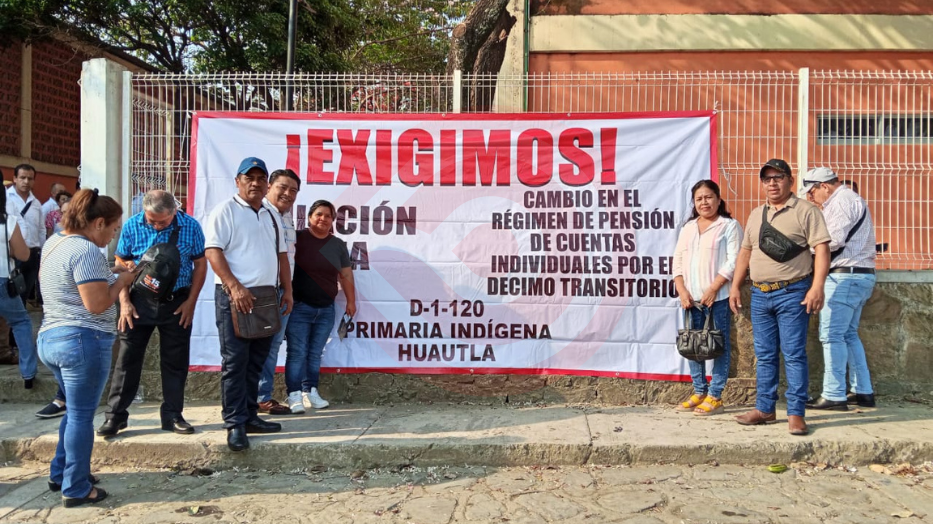 ¡EXIGIMOS!
CAMBIO EN EL
RÉGIMEN DE PENSIÓN
DE CUENTAS
INDIVIDUALES POR EL
DECIMO TRANSITORIO
D-1-120
PRIMARIA INDÍGENA
HUAUTLA